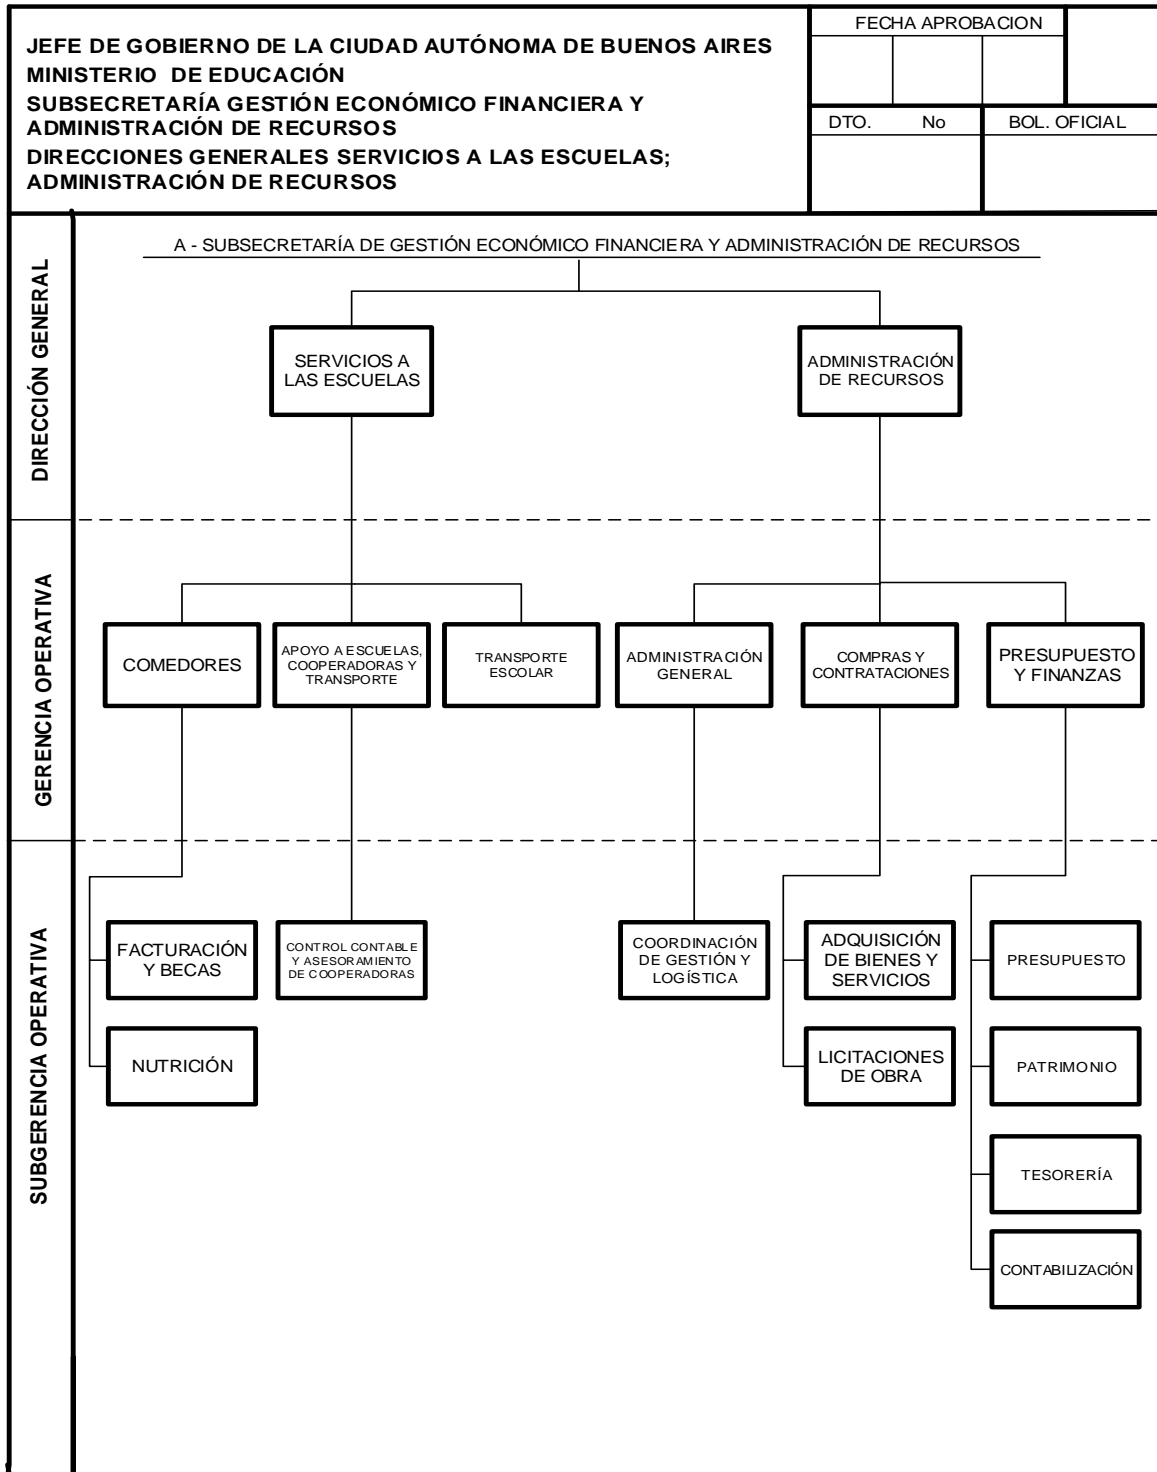 JEFE DE GOBIERNO DE LA CIUDAD AUTÓNOMA DE BUENOS AIRES
MINISTERIO DE EDUCACIÓN
SUBSECRETARÍA GESTIÓN ECONÓMICO FINANCIERA Y
ADMINISTRACIÓN DE RECURSOS
DIRECCIONES GENERALES SERVICIOS A LAS ESCUELAS;
ADMINISTRACIÓN DE RECURSOS
FECHA APROBACION
DTO. No
BOL. OFICIAL
DIRECCIÓN GENERAL
A - SUBSECRETARÍA DE GESTIÓN ECONÓMICO FINANCIERA Y ADMINISTRACIÓN DE RECURSOS
SERVICIOS A
LAS ESCUELAS
ADMINISTRACIÓN
DE RECURSOS
GERENCIA OPERATIVA
COMEDORES
APOYO A ESCUELAS,
COOPERADORAS Y
TRANSPORTE
TRANSPORTE
ESCOLAR
ADMINISTRACIÓN
GENERAL
COMPRAS Y
CONTRATACIONES
PRESUPUESTO
Y FINANZAS
SUBGERENCIA OPERATIVA
FACTURACIÓN
Y BECAS
CONTROL CONTABLE
Y ASESORAMIENTO
DE COOPERADORAS
COORDINACIÓN
DE GESTIÓN Y
LOGÍSTICA
ADQUISICIÓN
DE BIENES Y
SERVICIOS
PRESUPUESTO
NUTRICIÓN
LICITACIONES
DE OBRA
PATRIMONIO
TESORERÍA
CONTABILIZACIÓN